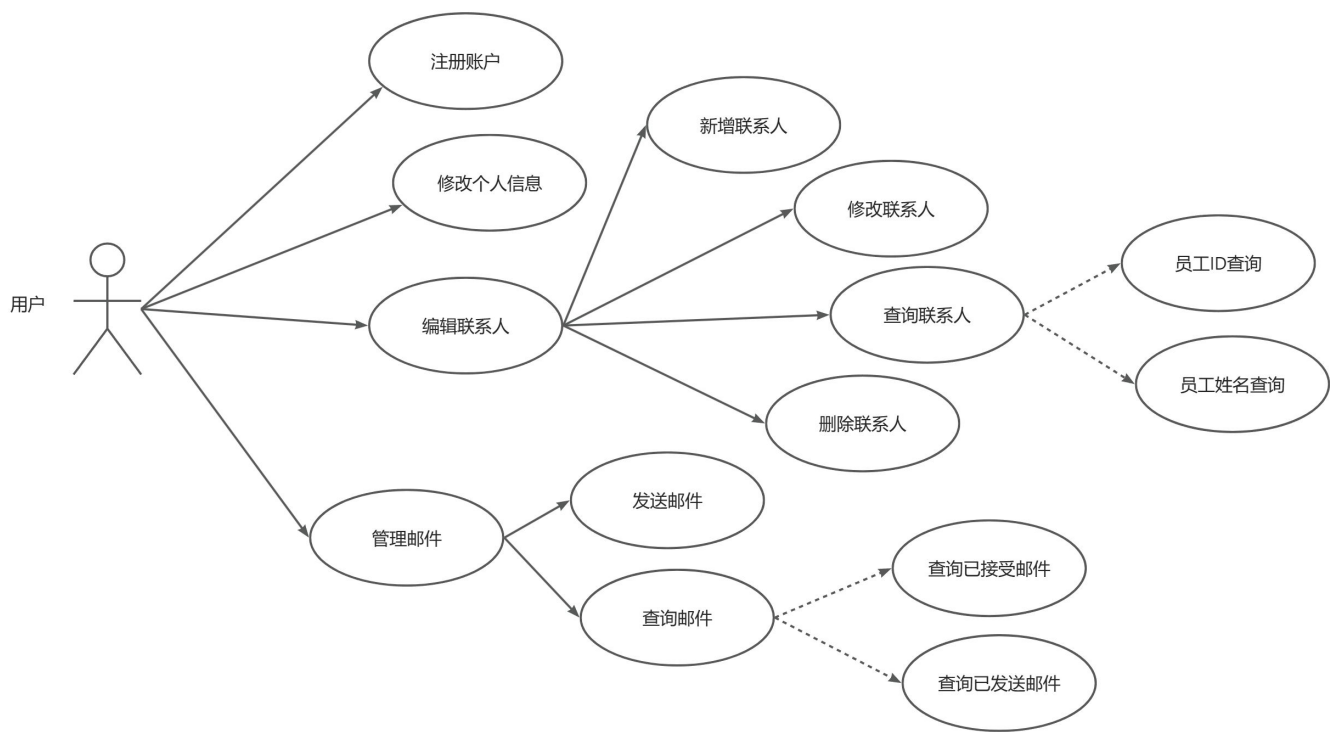 注册账户
新增联系人
修改个人信息
修改联系人
员工ID查询
用户
编辑联系人
查询联系人
员工姓名查询
删除联系人
发送邮件
管理邮件
查询已接受邮件
查询邮件
查询已发送邮件